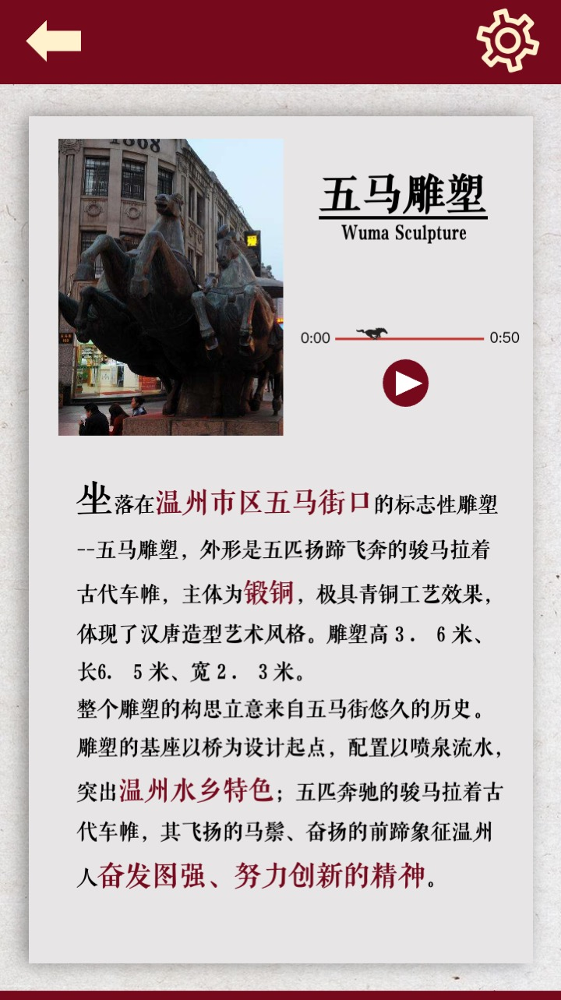 1868
五马雕塑
Wuma Sculpture
0:00
0:50
坐落在温州市区五马街口的标志性雕塑
--五马雕塑，外形是五匹扬蹄飞奔的骏马拉着
古代车帷，主体为锻铜，极具青铜工艺效果，
体现了汉唐造型艺术风格。雕塑高 3 ． 6 米、
长6． 5 米、宽 2 ． 3 米。
整个雕塑的构思立意来自五马街悠久的历史。
雕塑的基座以桥为设计起点，配置以喷泉流水，
突出温州水乡特色；五匹奔驰的骏马拉着古
代车帷，其飞扬的马鬃、奋扬的前蹄象征温州
人奋发图强、努力创新的精神。